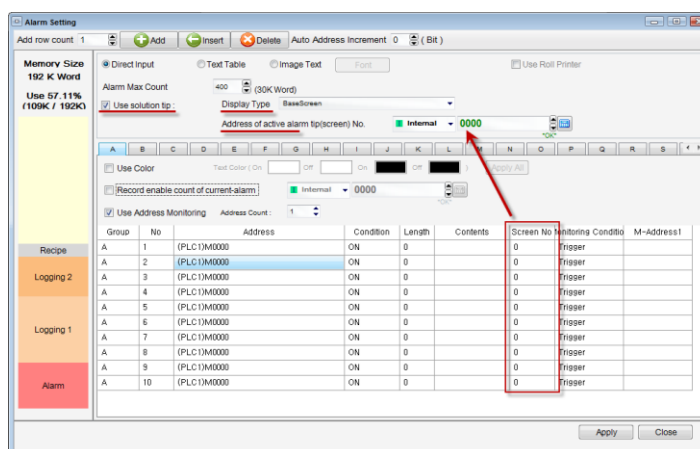 Alarm Setting
Add row count 1 Add Insert Delete Auto Address Increment 0 ( Bit )
Memory Size
192 K Word
Use 57.11%
(109K / 192K)
Recipe
Logging 2
Logging 1
Alarm
Direct Input Text Table Image Text Font Use Roll Printer
Alarm Max Count 400 (30K Word)
Use solution tip : Display Type BaseScreen
Address of active alarm tip(screen) No. Internal 0000
"OK"
A B C D E F G H I J K L M N O P Q R S
Use Color Text Color ( On Off On Off ) Apply All
Record enable count of current-alarm Internal 0000
"OK"
Use Address Monitoring Address Count : 1
Group No Address Condition Length Contents Screen No Monitoring Conditio M-Address1
A 1 (PLC1)M0000 ON 0 0 Trigger
A 2 (PLC1)M0000 ON 0 0 Trigger
A 3 (PLC1)M0000 ON 0 0 Trigger
A 4 (PLC1)M0000 ON 0 0 Trigger
A 5 (PLC1)M0000 ON 0 0 Trigger
A 6 (PLC1)M0000 ON 0 0 Trigger
A 7 (PLC1)M0000 ON 0 0 Trigger
A 8 (PLC1)M0000 ON 0 0 Trigger
A 9 (PLC1)M0000 ON 0 0 Trigger
A 10 (PLC1)M0000 ON 0 0 Trigger
Apply Close